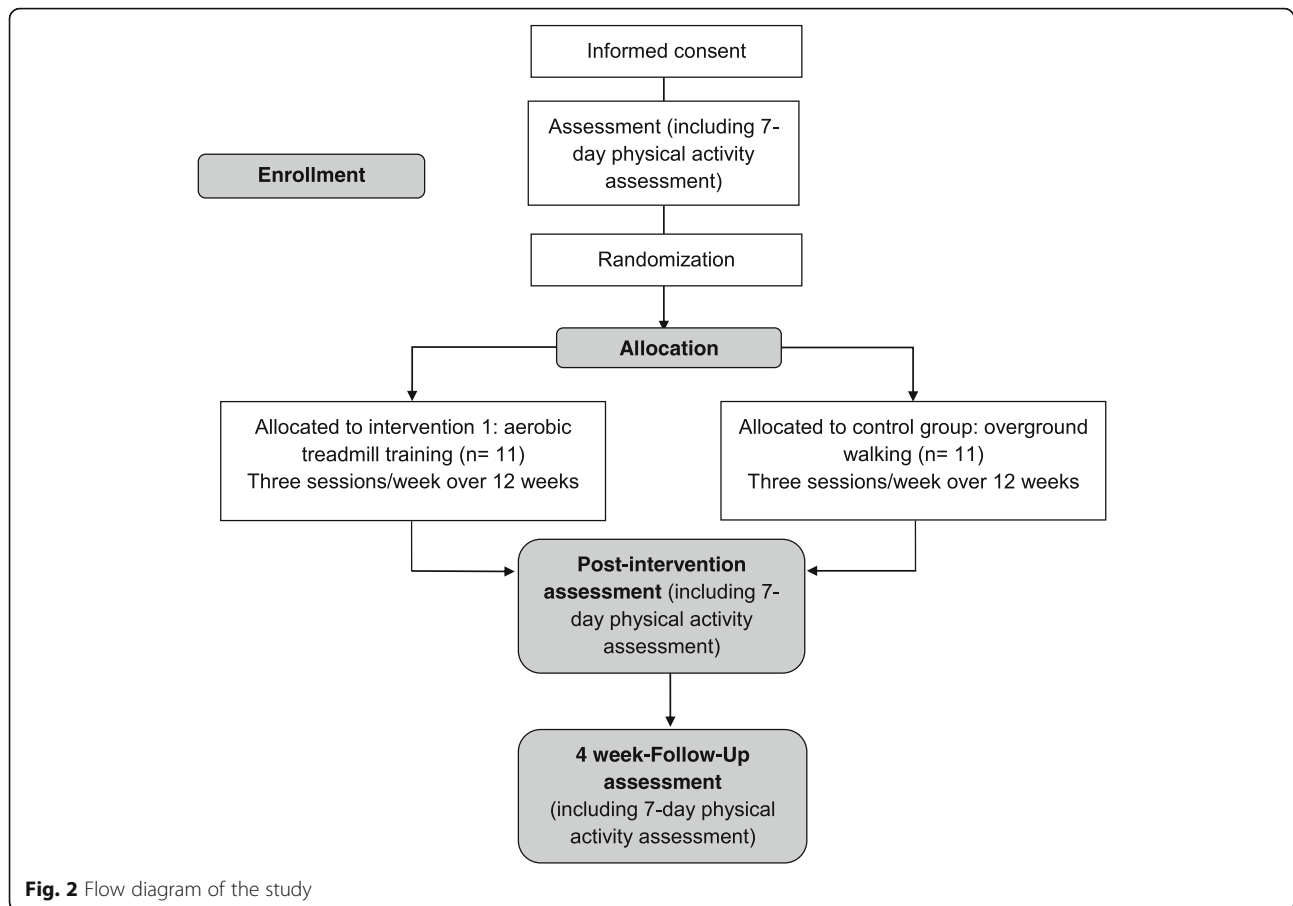 Informed consent
Assessment (including 7-
day physical activity
assessment)
Enrollment
Randomization
Allocation
Allocated to intervention 1: aerobic
treadmill training (n= 11)
Three sessions/week over 12 weeks
Allocated to control group: overground
walking (n= 11)
Three sessions/week over 12 weeks
Post-intervention
assessment (including 7-
day physical activity
assessment)
4 week-Follow-Up
assessment
(including 7-day physical
activity assessment)
Fig. 2 Flow diagram of the study